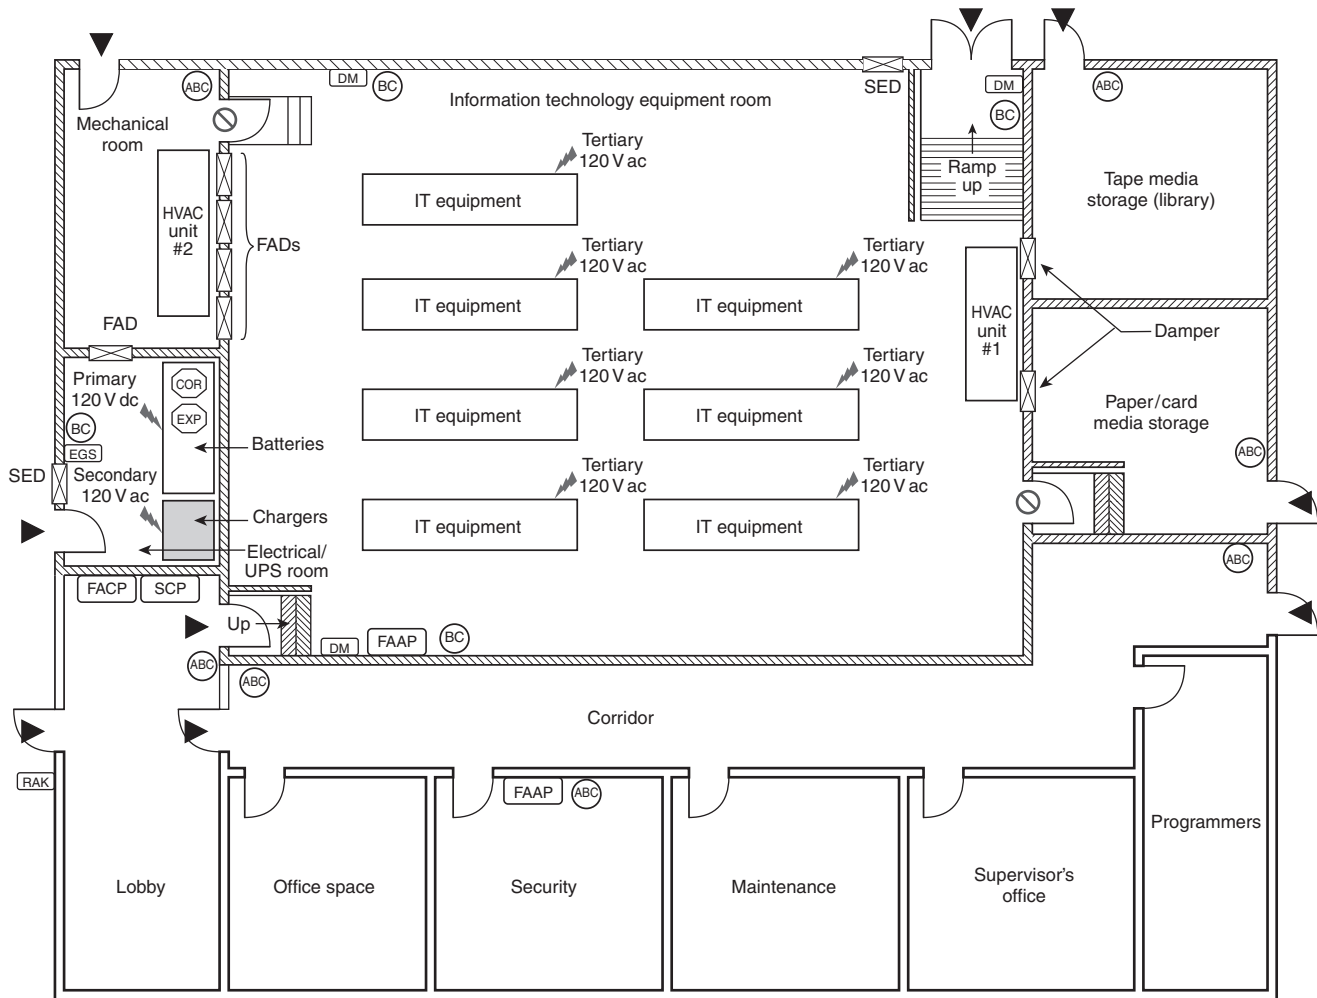 ABC
DM
BC
SED
DM
ABC
Information technology equipment room
BC
Mechanical
room
Tertiary
120 V ac
Ramp
up
Tape media
storage (library)
IT equipment
HVAC
unit
#2
FADs
Tertiary
120 V ac
Tertiary
120 V ac
IT equipment
IT equipment
HVAC
unit
#1
FAD
Damper
Primary
120 V dc
COR
EXP
BC
EGS
Batteries
Tertiary
120 V ac
Tertiary
120 V ac
IT equipment
IT equipment
Paper/card
media storage
ABC
SED
Secondary
120 V ac
Tertiary
120 V ac
Tertiary
120 V ac
Chargers
IT equipment
IT equipment
Electrical/
UPS room
ABC
FACP
SCP
Up
DM
FAAP
BC
ABC
ABC
Corridor
RAK
FAAP
ABC
Programmers
Lobby
Office space
Security
Maintenance
Supervisor's
office